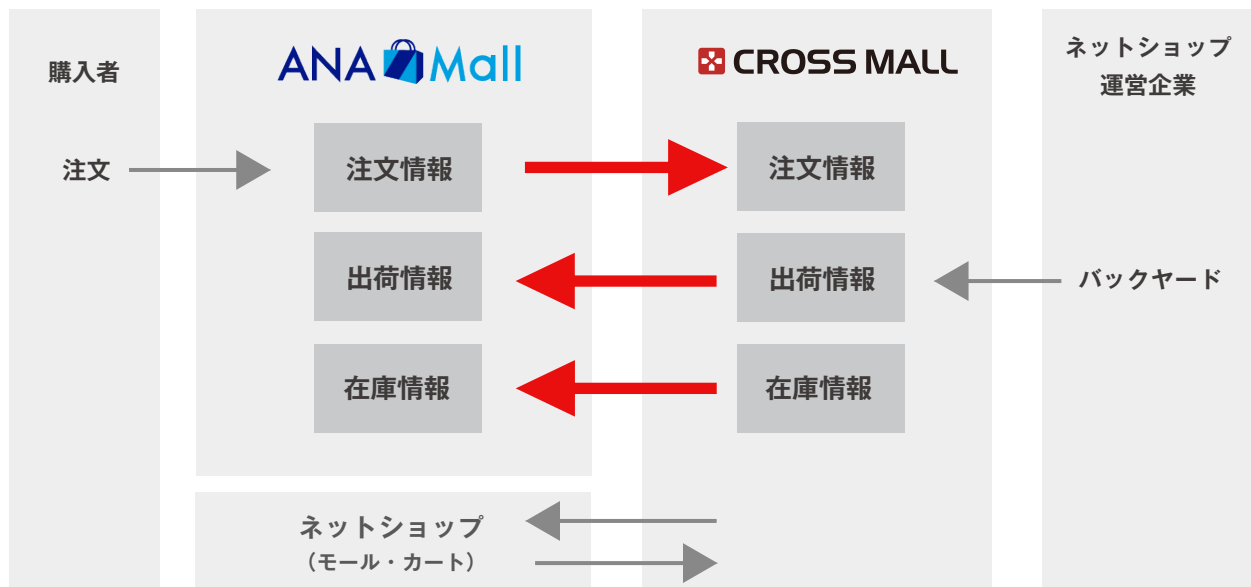 購入者
ANA Mall
CROSS MALL
ネットショップ
運営企業
注文
注文情報
注文情報
出荷情報
出荷情報
バックヤード
在庫情報
在庫情報
ネットショップ
（モール・カート）